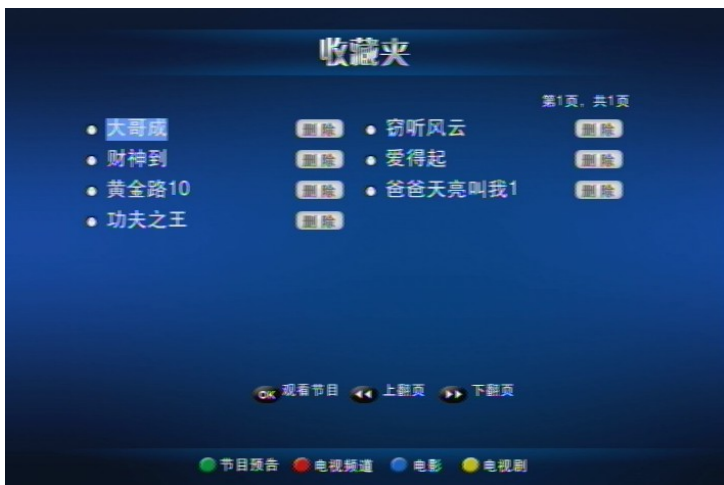 收藏夹
第1页，共1页
大哥成 删除 窃听风云 删除
财神到 删除 爱得起 删除
黄金路10 删除 爸爸天亮叫我1 删除
功夫之王 删除
OK 观看节目 上翻页 下翻页
节目预告 电视频道 电影 电视剧